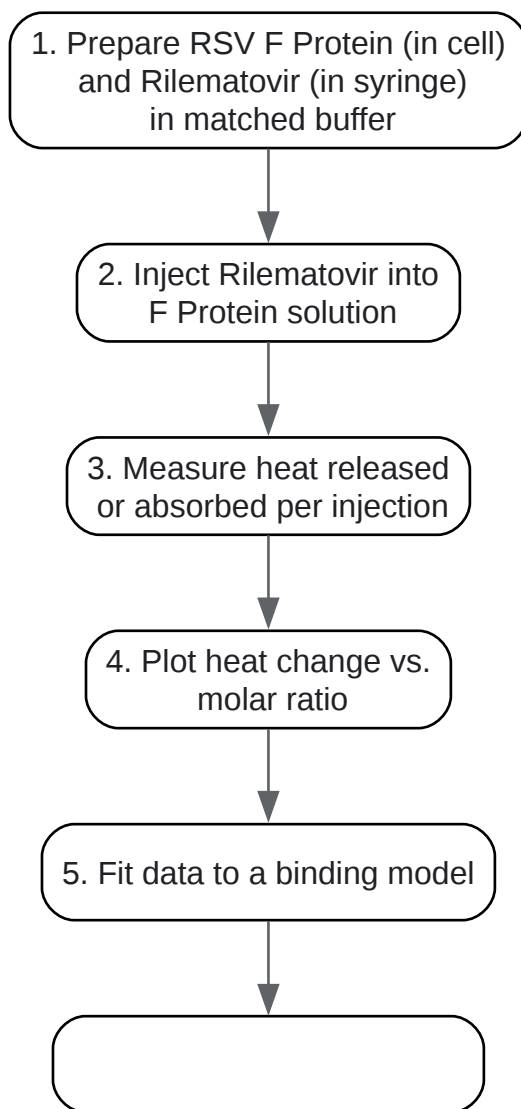 1. Prepare RSV F Protein (in cell)
and Rilematovir (in syringe)
in matched buffer
2. Inject Rilematovir into
F Protein solution
3. Measure heat released
or absorbed per injection
4. Plot heat change vs.
molar ratio
5. Fit data to a binding model